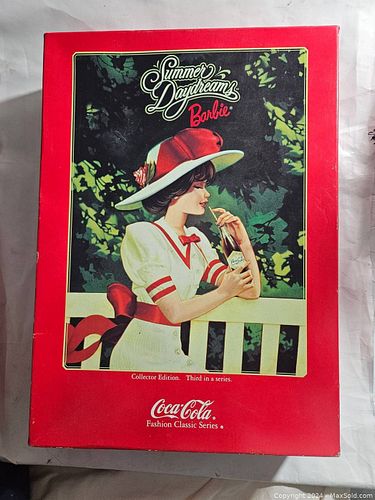 Summer
Daydreams
Barbie
Collector Edition. Third in a series.
Coca-Cola
Fashion Classic Series
Copyright 2024 - MaxSold.com